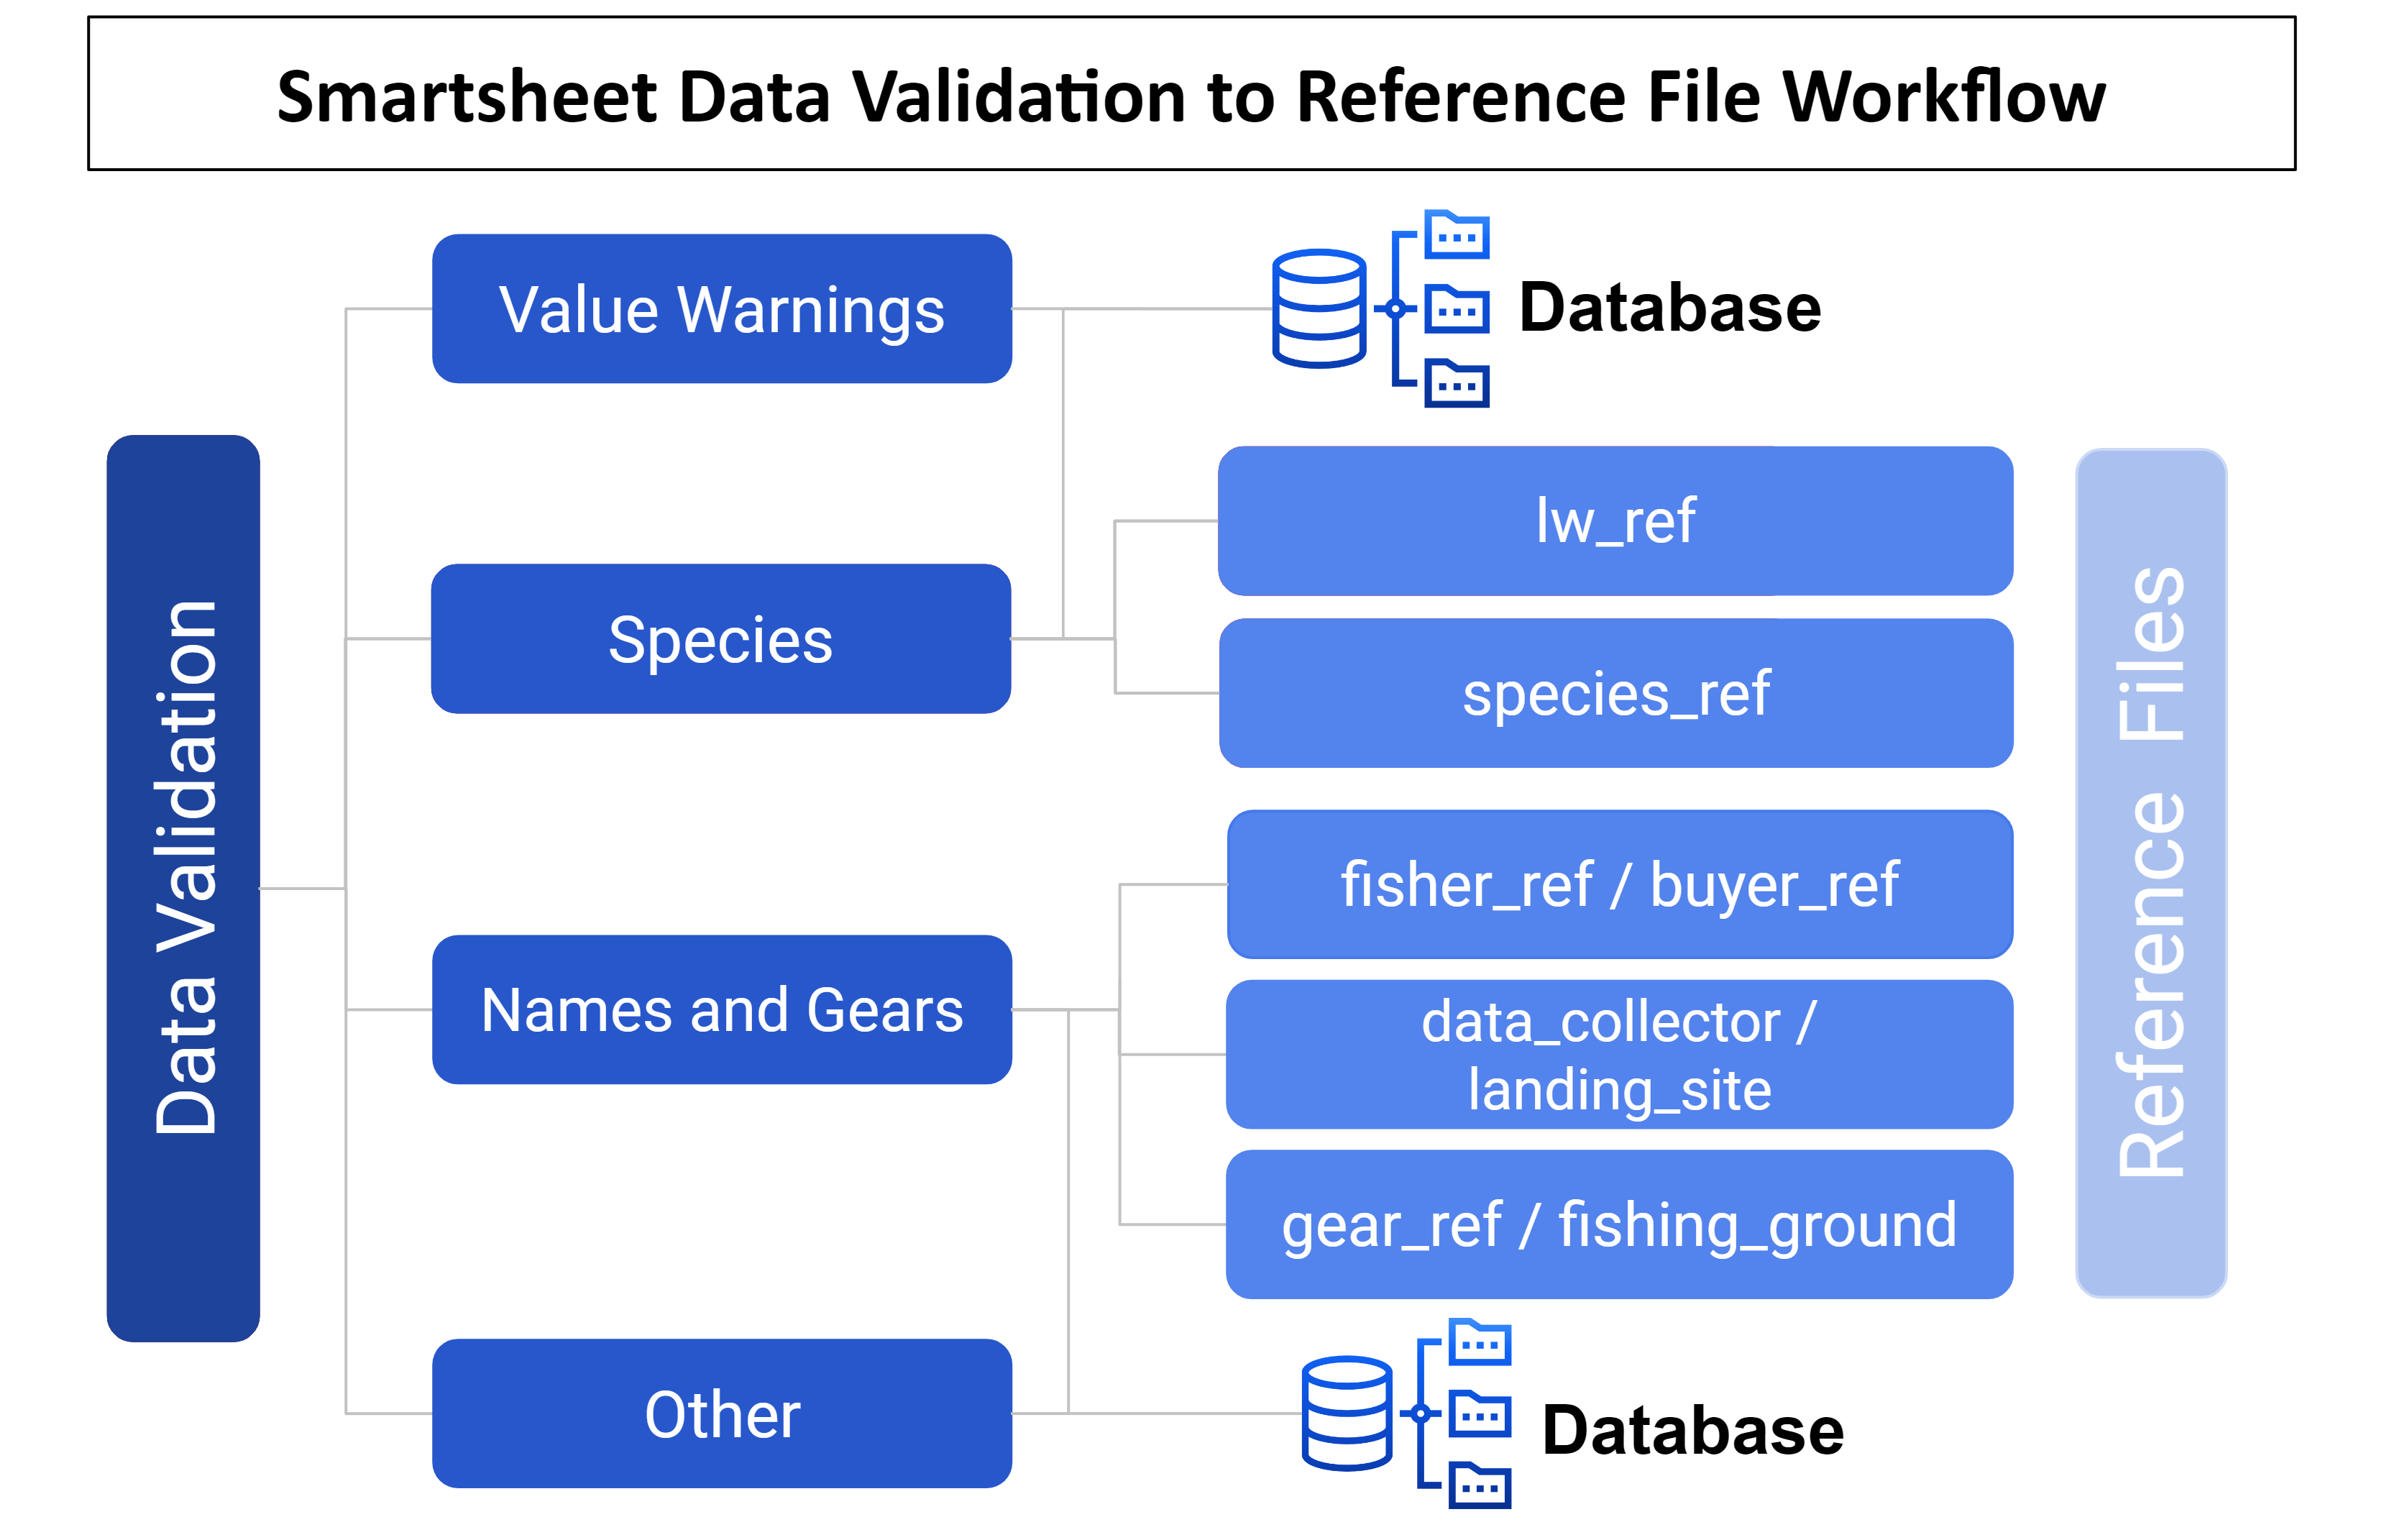 Smartsheet Data Validation to Reference File Workflow
Data Validation
Value Warnings
Database
Species
lw_ref
species_ref
Names and Gears
fisher_ref / buyer_ref
data_collector /
landing_site
gear_ref / fishing_ground
Other
Database
Reference Files